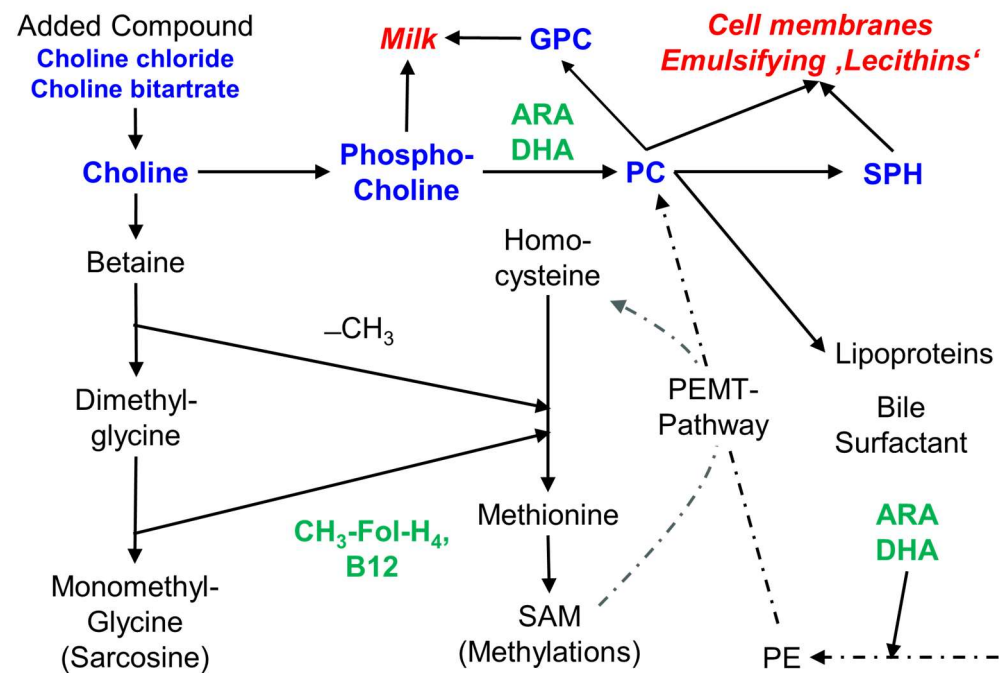 Added Compound
Choline chloride
Choline bitartrate
Milk
GPC
Cell membranes
Emulsifying ‚Lecithins‘
ARA
DHA
Choline
Phospho-
Choline
PC
SPH
Betaine
Homo-
cysteine
–CH₃
Lipoproteins
Dimethyl-
glycine
PEMT-
Pathway
Bile
Surfactant
CH₃-Fol-H₄,
B12
Methionine
ARA
DHA
Monomethyl-
Glycine
(Sarcosine)
SAM
(Methylations)
PE